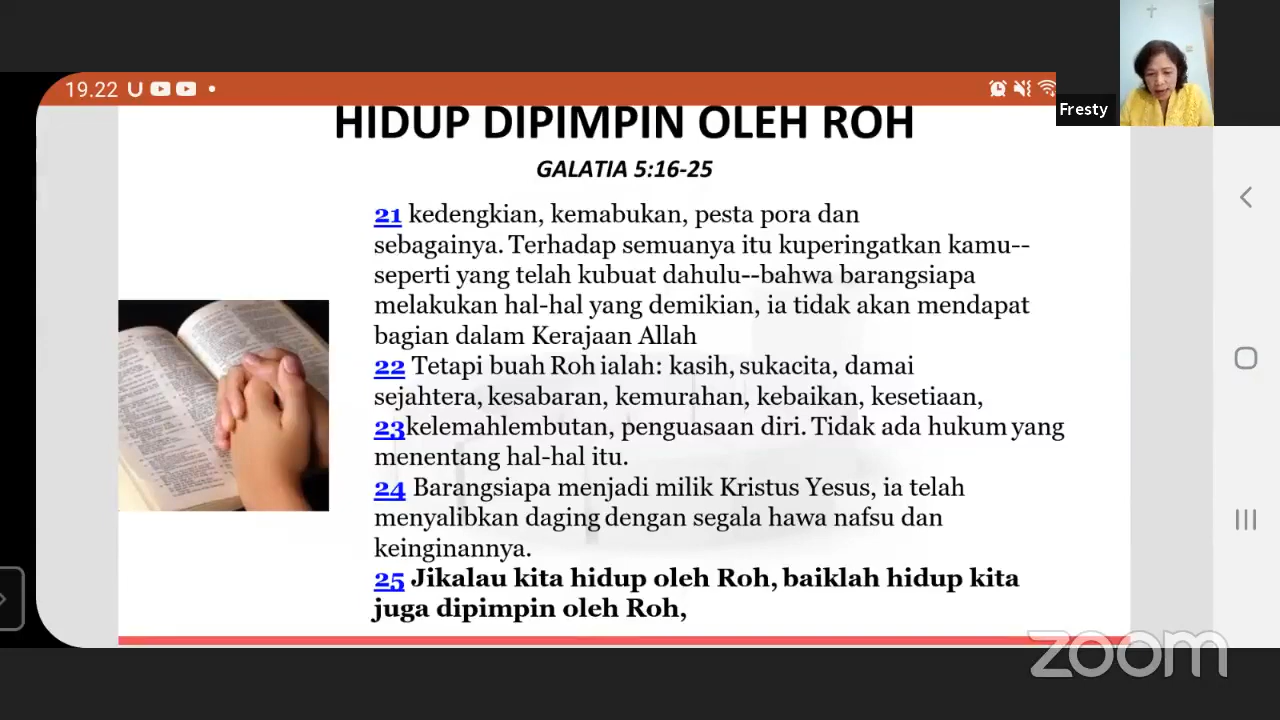 19.22
Fresty
HIDUP DIPIMPIN OLEH ROH
GALATIA 5:16-25
21 kedengkian, kemabukan, pesta pora dan
sebagainya. Terhadap semuanya itu kuperingatkan kamu--
seperti yang telah kubuat dahulu--bahwa barangsiapa
melakukan hal-hal yang demikian, ia tidak akan mendapat
bagian dalam Kerajaan Allah
22 Tetapi buah Roh ialah: kasih, sukacita, damai
sejahtera, kesabaran, kemurahan, kebaikan, kesetiaan,
23kelemahlembutan, penguasaan diri. Tidak ada hukum yang
menentang hal-hal itu.
24 Barangsiapa menjadi milik Kristus Yesus, ia telah
menyalibkan daging dengan segala hawa nafsu dan
keinginannya.
25 Jikalau kita hidup oleh Roh, baiklah hidup kita
juga dipimpin oleh Roh,
zoom